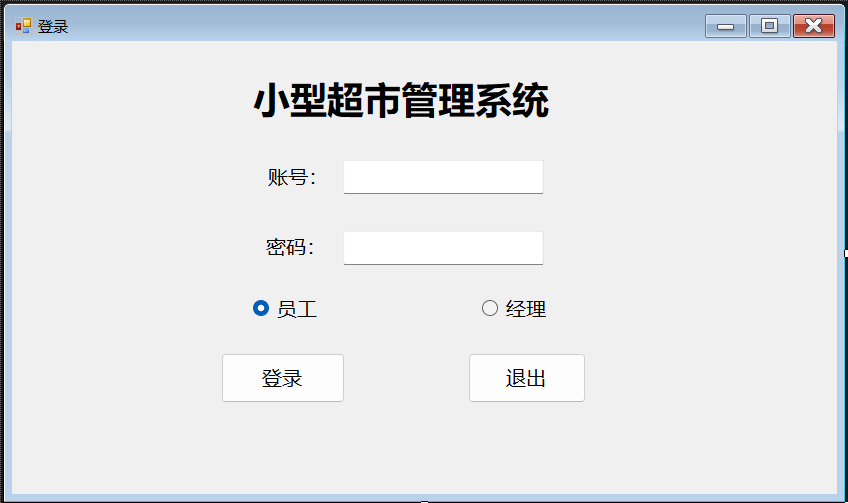 登录
小型超市管理系统
账号：
密码：
员工 经理
登录 退出